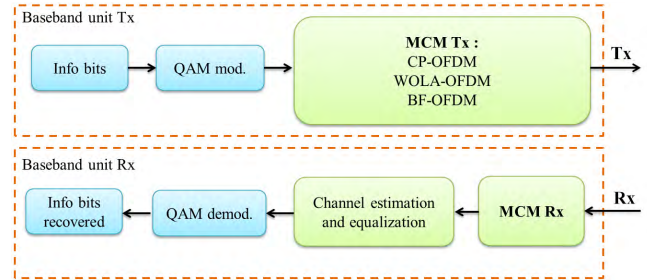 Baseband unit Tx
Info bits
QAM mod.
MCM Tx :
CP-OFDM
WOLA-OFDM
BF-OFDM
Tx
Baseband unit Rx
Info bits
recovered
QAM demod.
Channel estimation
and equalization
MCM Rx
Rx